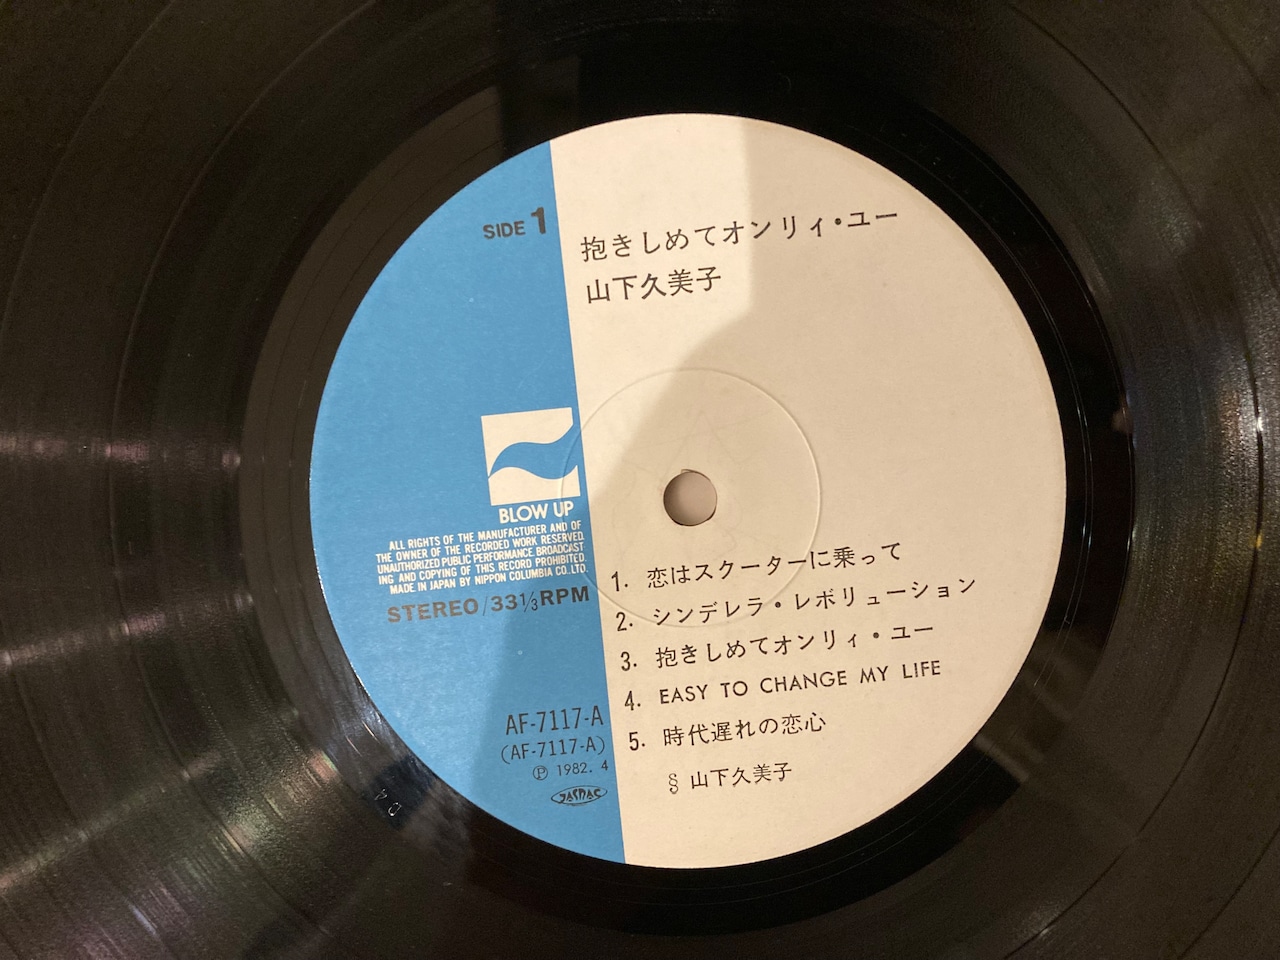 SIDE 1
抱きしめてオンリィ・ユー
山下久美子
BLOW UP
ALL RIGHTS OF THE MANUFACTURER AND OF
THE OWNER OF THE RECORDED WORK RESERVED.
UNAUTHORIZED PUBLIC PERFORMANCE BROADCAST-
ING AND COPYING OF THIS RECORD PROHIBITED.
MADE IN JAPAN BY NIPPON COLUMBIA CO. LTD.
STEREO/33 1/3 RPM
1. 恋はスクーターに乗って
2. シンデレラ・レボリューション
3. 抱きしめてオンリィ・ユー
4. EASY TO CHANGE MY LIFE
5. 時代遅れの恋心
§ 山下久美子
AF-7117-A
(AF-7117-A)
Ⓟ 1982. 4
JASRAC
D 4